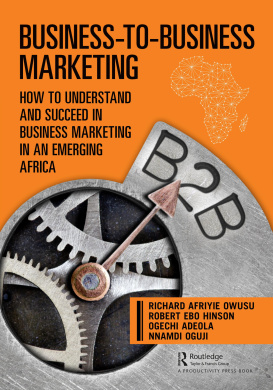 BUSINESS-TO-BUSINESS
MARKETING
HOW TO UNDERSTAND
AND SUCCEED IN
BUSINESS MARKETING
IN AN EMERGING
AFRICA
B2B
RICHARD AFRIYIE OWUSU
ROBERT EBO HINSON
OGECHI ADEOLA
NNAMDI OGUJI
Routledge
Taylor & Francis Group
A PRODUCTIVITY PRESS BOOK